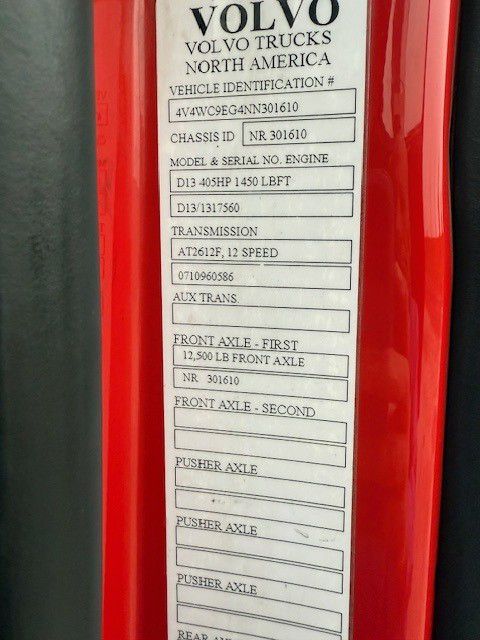 VOLVO
VOLVO TRUCKS
NORTH AMERICA
VEHICLE IDENTIFICATION #
4V4WC9EG4NN301610
CHASSIS ID NR 301610
MODEL & SERIAL NO. ENGINE
D13 405HP 1450 LBFT
D13/1317560
TRANSMISSION
AT2612F, 12 SPEED
0710960586
AUX TRANS.
FRONT AXLE - FIRST
12,500 LB FRONT AXLE
NR 301610
FRONT AXLE - SECOND
PUSHER AXLE
PUSHER AXLE
PUSHER AXLE
REAR